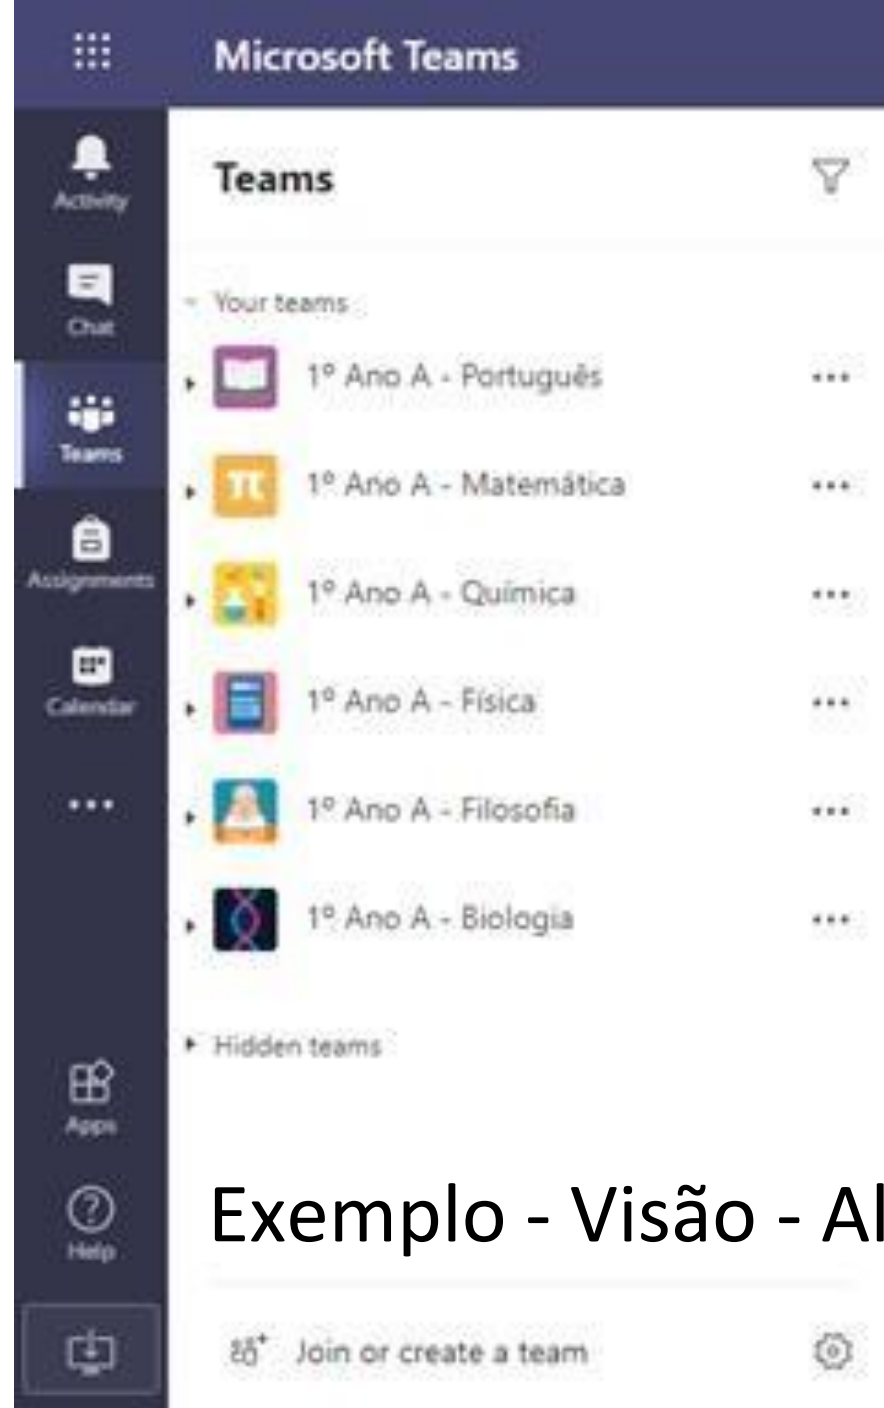 Microsoft Teams
Activity
Chat
Teams
Assignments
Calendar
Apps
Help
Teams
Your teams
1º Ano A - Português
π 1º Ano A - Matemática
1º Ano A - Química
1º Ano A - Física
1º Ano A - Filosofia
1º Ano A - Biologia
Hidden teams
Exemplo - Visão - Al
Join or create a team